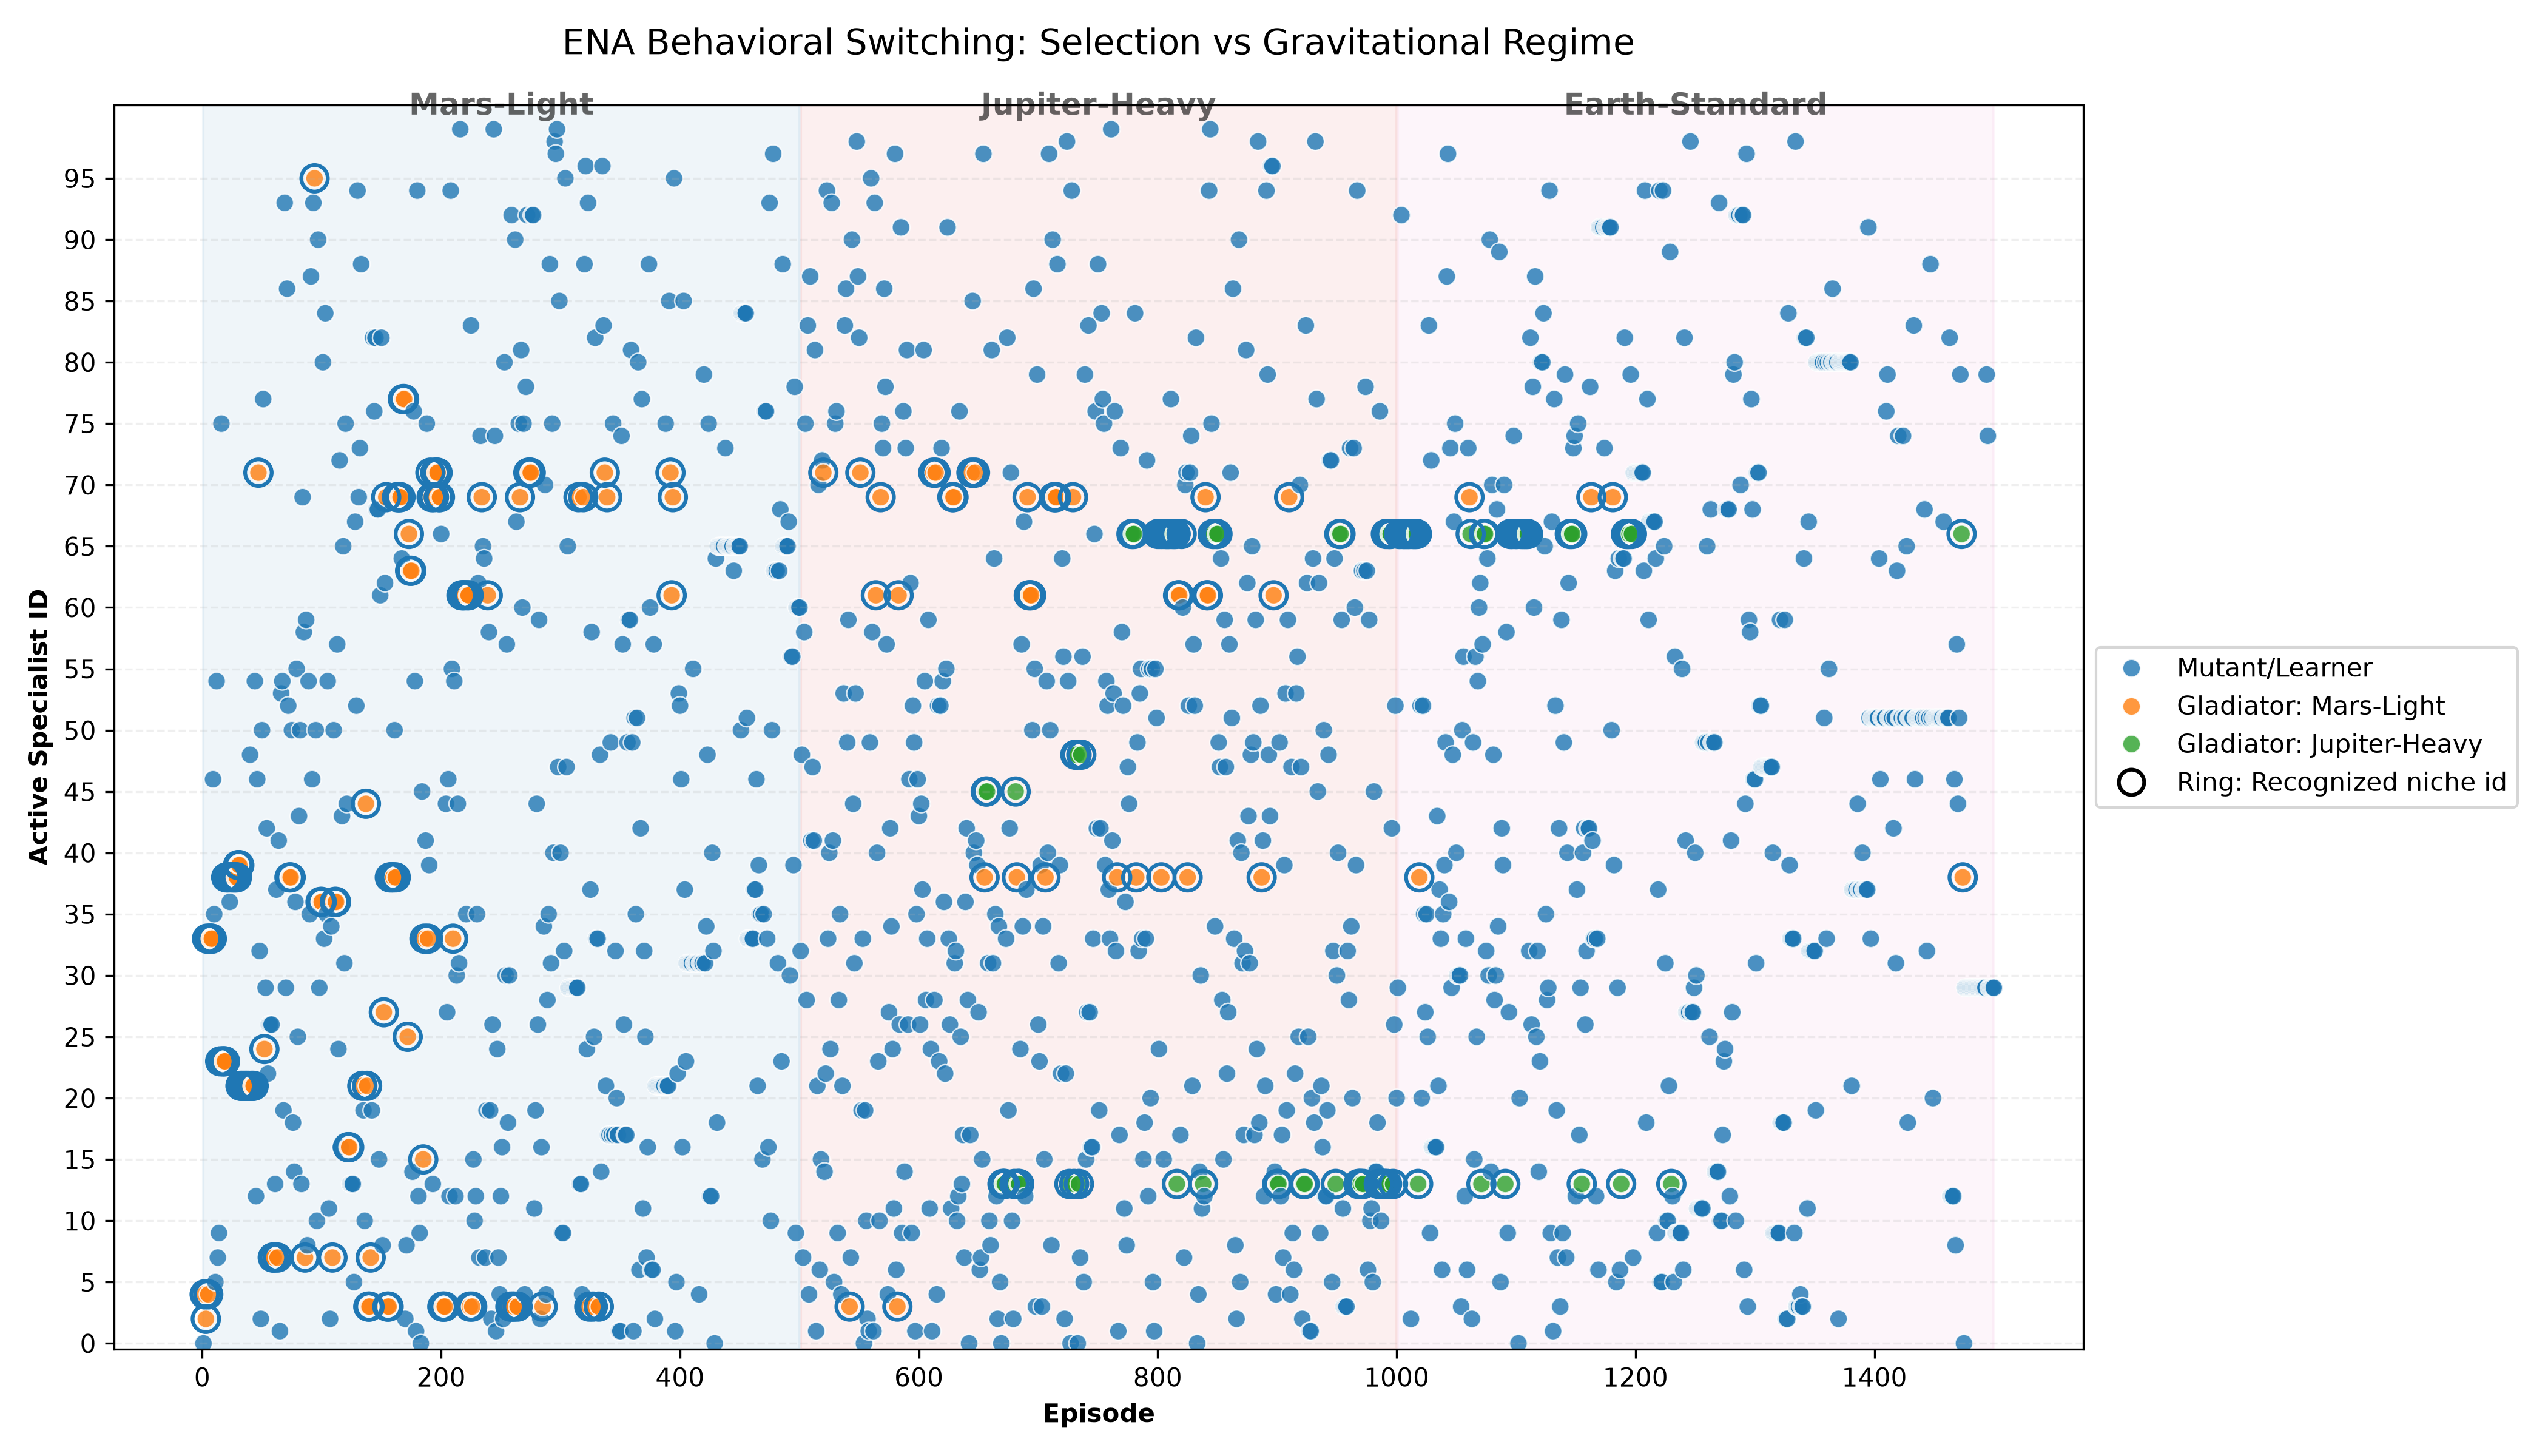 ENA Behavioral Switching: Selection vs Gravitational Regime
Mars-Light
Jupiter-Heavy
Earth-Standard
95
90
85
80
75
70
65
60
55
50
45
40
35
30
25
20
15
10
5
0
Active Specialist ID
0
200
400
600
800
1000
1200
1400
Episode
Mutant/Learner
Gladiator: Mars-Light
Gladiator: Jupiter-Heavy
Ring: Recognized niche id